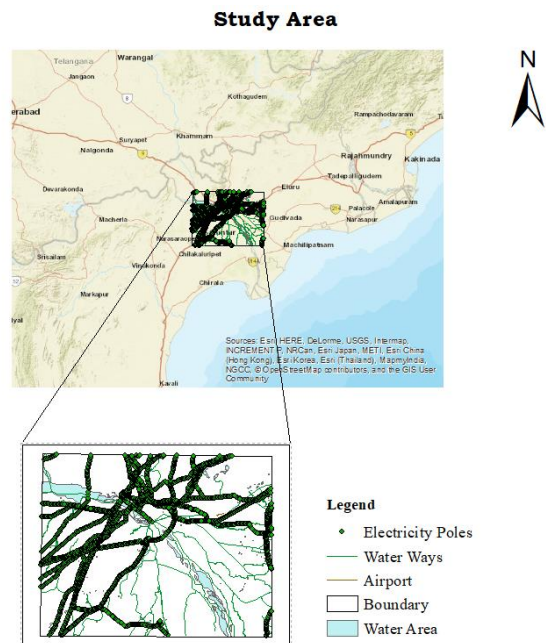 Study Area
N
Telangana
Warangal
Jangaon
Kothagudem
Rampachodavaram
erabad
Suryapet
Khammam
Nalgonda
Rajahmundry
Kakinada
Tadepalligudem
Devarakonda
Eluru
Amalapuram
Macherla
Palacole
Narasapur
Gudivada
Narasaraopet
Machilipatnam
Srisailam
Vinukonda
Chilakaluripet
Chirala
Markapur
Kavali
Sources: Esri, HERE, DeLorme, USGS, Intermap,
INCREMENT P, NRCan, Esri Japan, METI, Esri China
(Hong Kong), Esri Korea, Esri (Thailand), MapmyIndia,
NGCC, © OpenStreetMap contributors, and the GIS User
Community
Legend
Electricity Poles
Water Ways
Airport
Boundary
Water Area